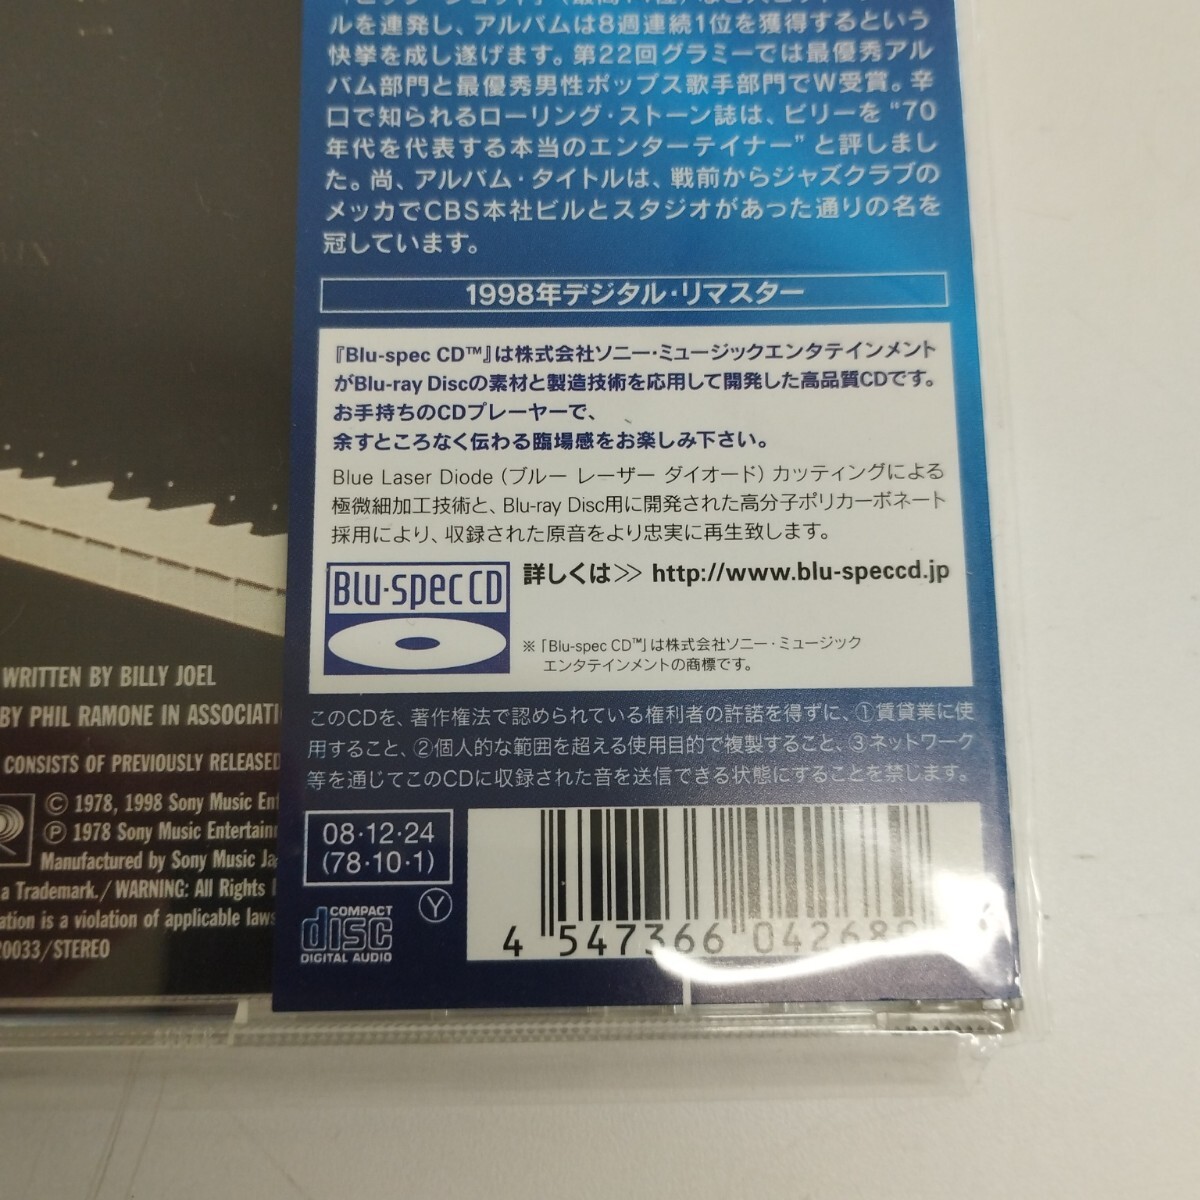 ルを連発し、アルバムは8週連続1位を獲得するという
快挙を成し遂げます。第22回グラミーでは最優秀アル
バム部門と最優秀男性ポップス歌手部門でW受賞。辛
口で知られるローリング・ストーン誌は、ビリーを“70
年代を代表する本当のエンターテイナー”と評しまし
た。尚、アルバム・タイトルは、戦前からジャズクラブの
メッカでCBS本社ビルとスタジオがあった通りの名を
冠しています。
1998年デジタル・リマスター
『Blu-spec CD™』は株式会社ソニー・ミュージックエンタテインメント
がBlu-ray Discの素材と製造技術を応用して開発した高品質CDです。
お手持ちのCDプレーヤーで、
余すところなく伝わる臨場感をお楽しみ下さい。
Blue Laser Diode（ブルー レーザー ダイオード）カッティングによる
極微細加工技術と、Blu-ray Disc用に開発された高分子ポリカーボネート
採用により、収録された原音をより忠実に再生致します。
Blu-spec CD
詳しくは>> http://www.blu-speccd.jp
※「Blu-spec CD™」は株式会社ソニー・ミュージック
エンタテインメントの商標です。
このCDを、著作権法で認められている権利者の許諾を得ずに、①賃貸業に使
用すること、②個人的な範囲を超える使用目的で複製すること、③ネットワーク
等を通じてこのCDに収録された音を送信できる状態にすることを禁じます。
08・12・24
(78・10・1)
Y
COMPACT
disc
DIGITAL AUDIO
4 547366 04268
WRITTEN BY BILLY JOEL
BY PHIL RAMONE IN
CONSISTS OF PREVIOUSLY RELEASED
© 1978, 1998 Sony Music
℗ 1978 Sony Music
Manufactured by Sony Music
a Trademark./WARNING: All Rights
is a violation of applicable laws
0033/STEREO